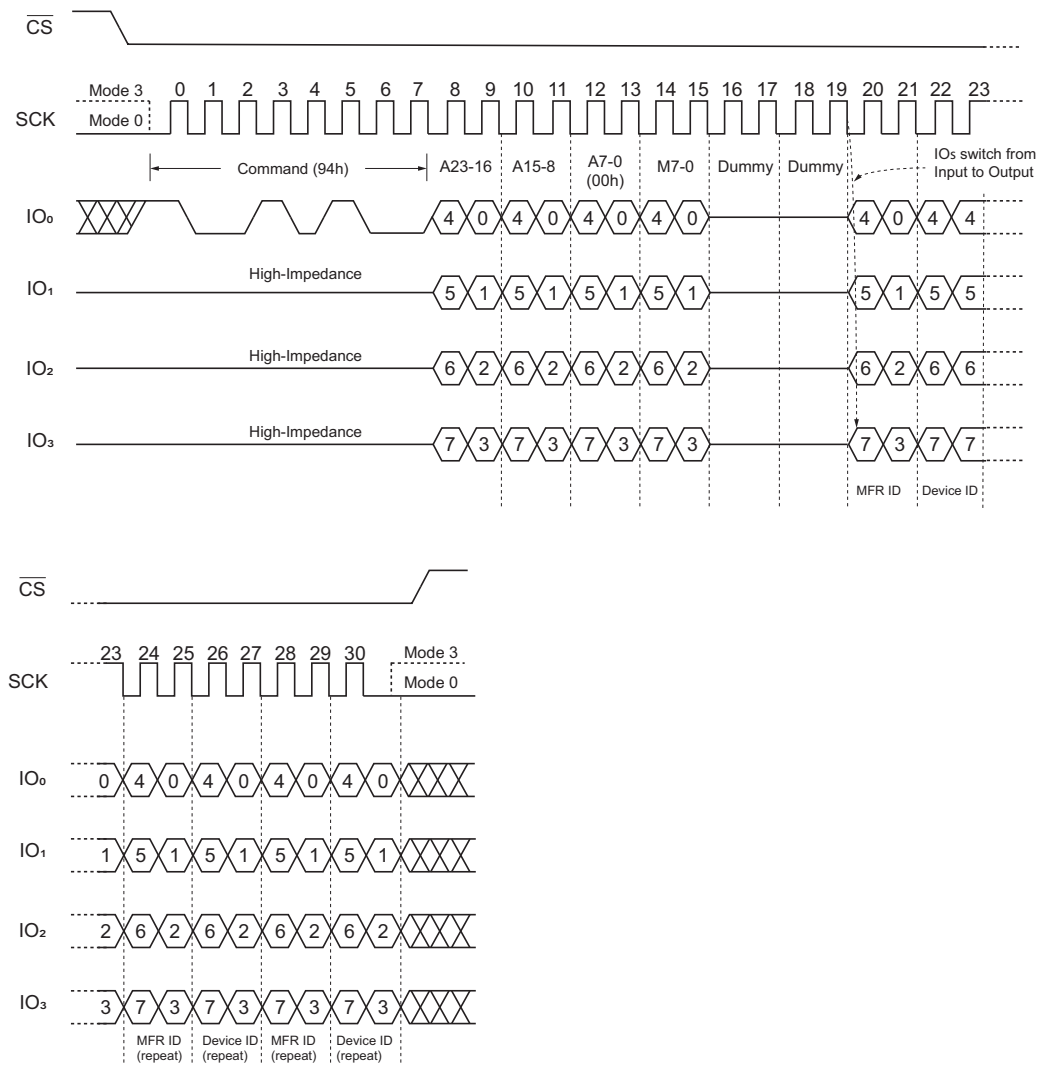 CS
Mode 3 0 1 2 3 4 5 6 7 8 9 10 11 12 13 14 15 16 17 18 19 20 21 22 23
SCK Mode 0
Command (94h) A23-16 A15-8 A7-0 (00h) M7-0 Dummy Dummy IOs switch from Input to Output
IO₀ 4 0 4 0 4 0 4 0 4 0 4 4
High-Impedance
IO₁ 5 1 5 1 5 1 5 1 5 1 5 5
High-Impedance
IO₂ 6 2 6 2 6 2 6 2 6 2 6 6
High-Impedance
IO₃ 7 3 7 3 7 3 7 3 7 3 7 7
MFR ID Device ID
CS
23 24 25 26 27 28 29 30 Mode 3
SCK Mode 0
IO₀ 0 4 0 4 0 4 0 4 0
IO₁ 1 5 1 5 1 5 1 5 1
IO₂ 2 6 2 6 2 6 2 6 2
IO₃ 3 7 3 7 3 7 3 7 3
MFR ID Device ID MFR ID Device ID
(repeat) (repeat) (repeat) (repeat)